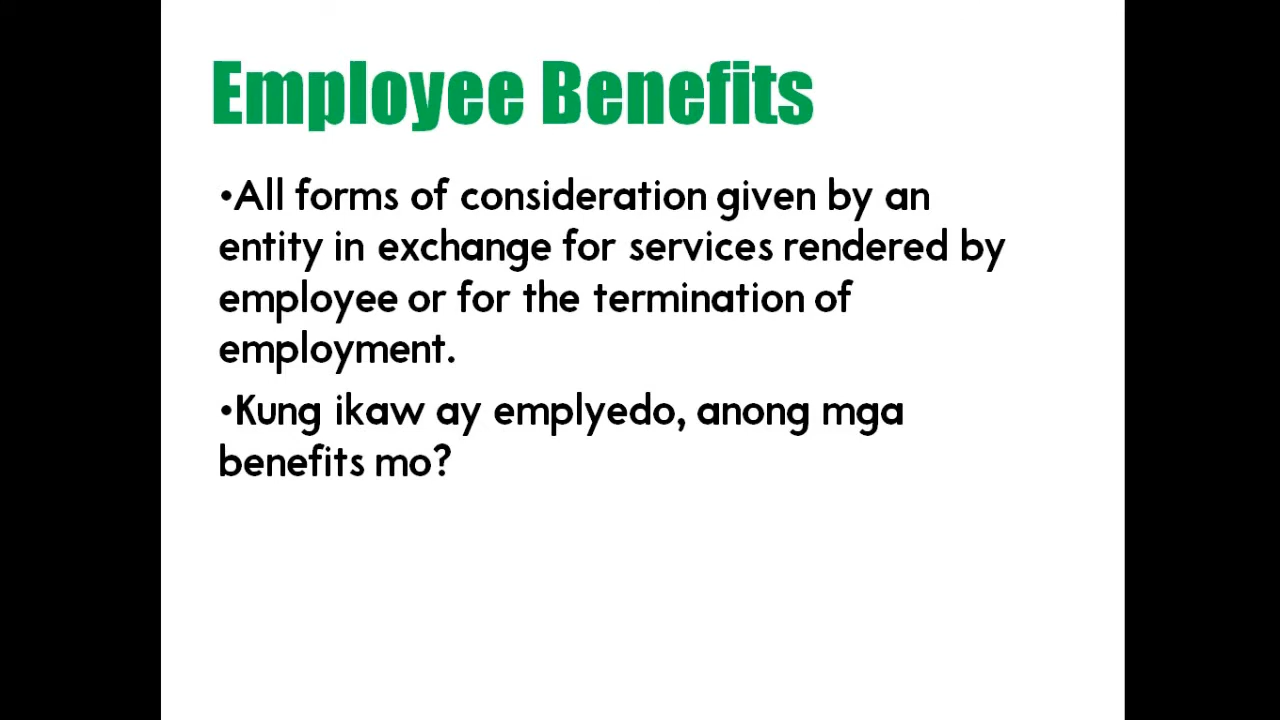 Employee Benefits
•All forms of consideration given by an
entity in exchange for services rendered by
employee or for the termination of
employment.
•Kung ikaw ay emplyedo, anong mga
benefits mo?